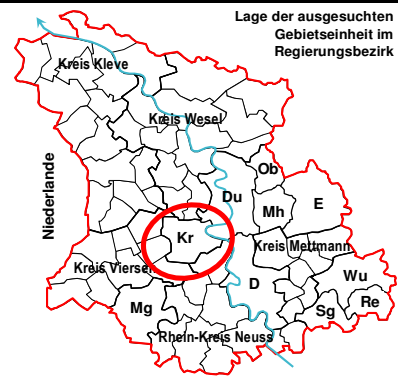 Lage der ausgesuchten
Gebietseinheit im
Regierungsbezirk
Kreis Kleve
Kreis Wesel
Niederlande
Ob
Du
Mh
E
Kr
Kreis Mettmann
Kreis Viersen
Wu
D
Mg
Sg
Re
Rhein-Kreis Neuss